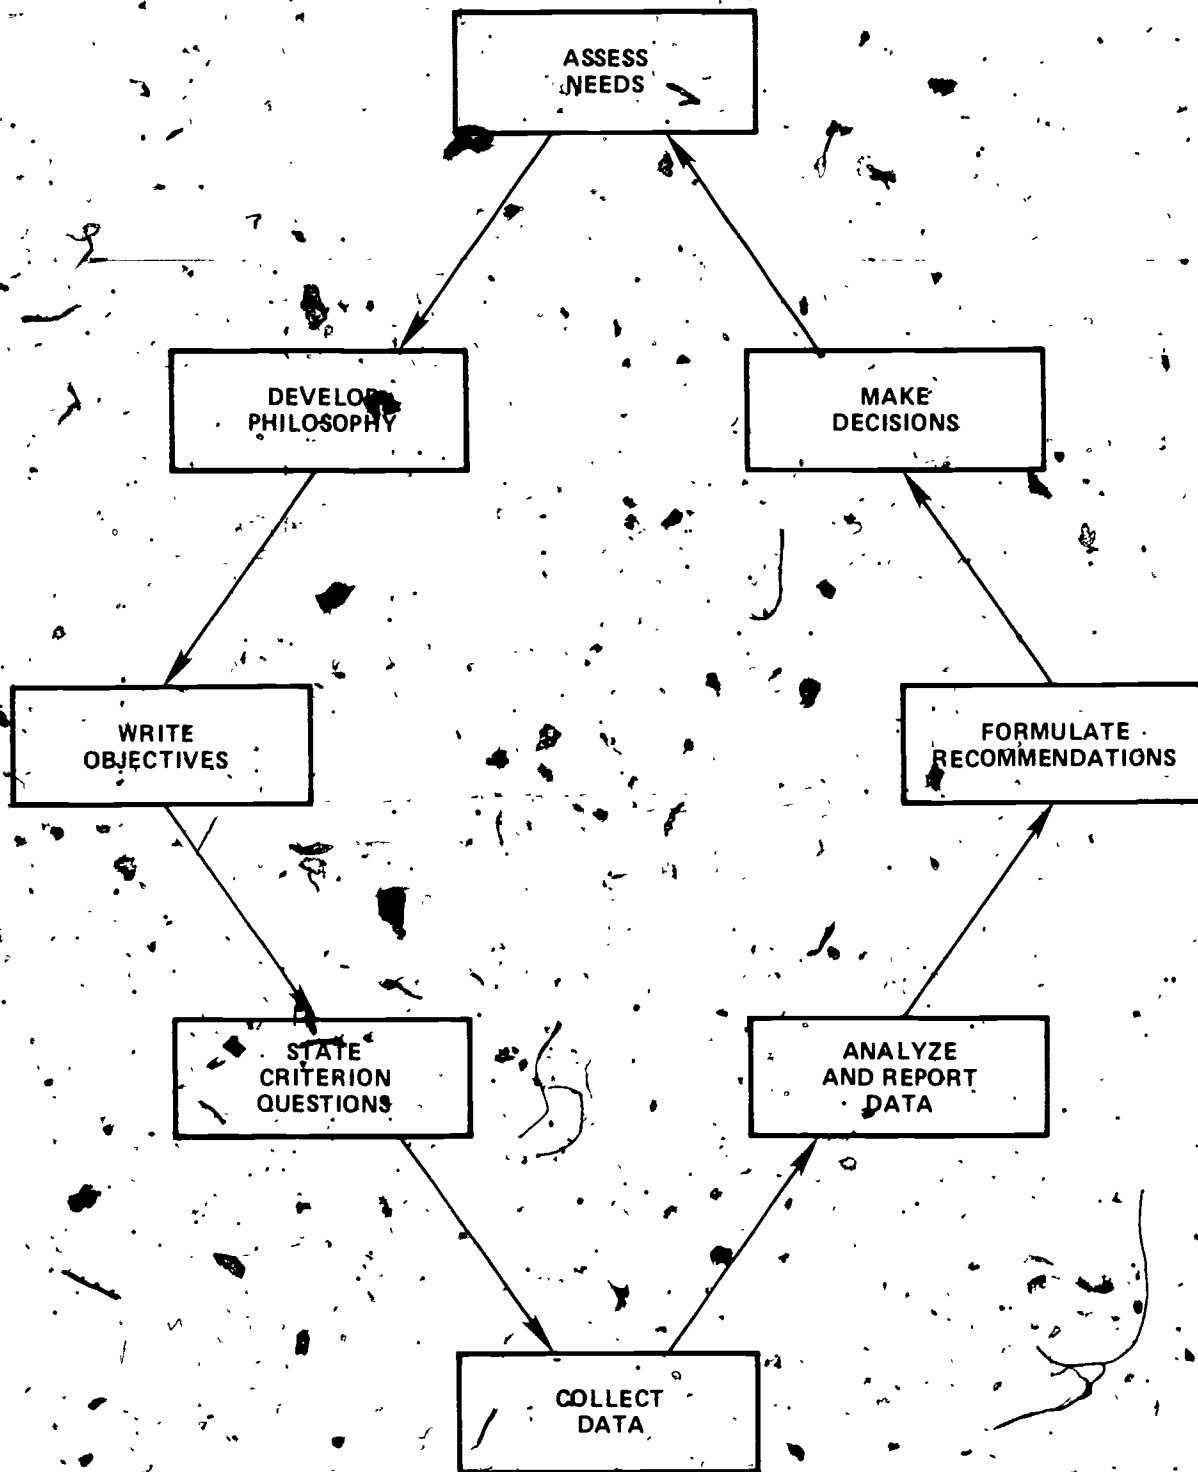 ASSESS
NEEDS
DEVELOP
PHILOSOPHY
MAKE
DECISIONS
WRITE
OBJECTIVES
FORMULATE
RECOMMENDATIONS
STATE
CRITERION
QUESTIONS
ANALYZE
AND REPORT
DATA
COLLECT
DATA